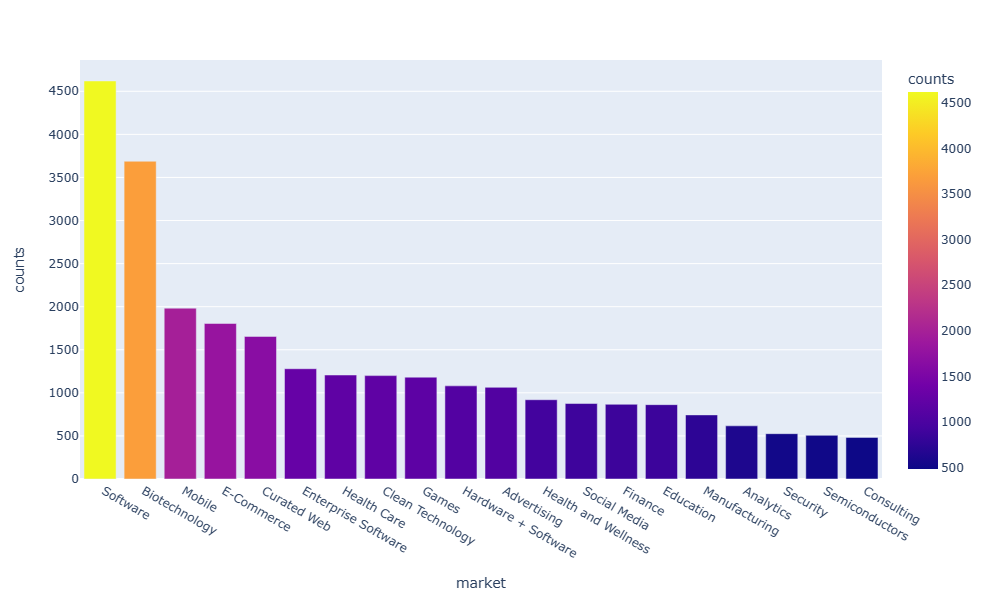 counts
4500
4000
3500
3000
2500
2000
1500
1000
500
0
Software
Biotechnology
Mobile
E-Commerce
Curated Web
Enterprise Software
Health Care
Clean Technology
Games
Hardware + Software
Advertising
Health and Wellness
Social Media
Finance
Education
Manufacturing
Analytics
Security
Semiconductors
Consulting
market
counts
4500
4000
3500
3000
2500
2000
1500
1000
500